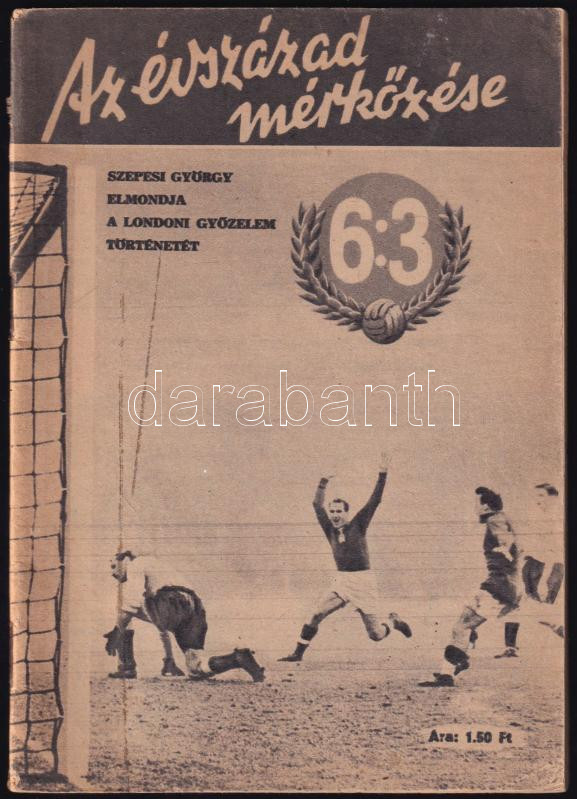 Az évszázad
mérkőzése
SZEPESI GYÖRGY
ELMONDJA
A LONDONI GYŐZELEM
TÖRTÉNETÉT
6:3
darabanth
Ára: 1.50 Ft